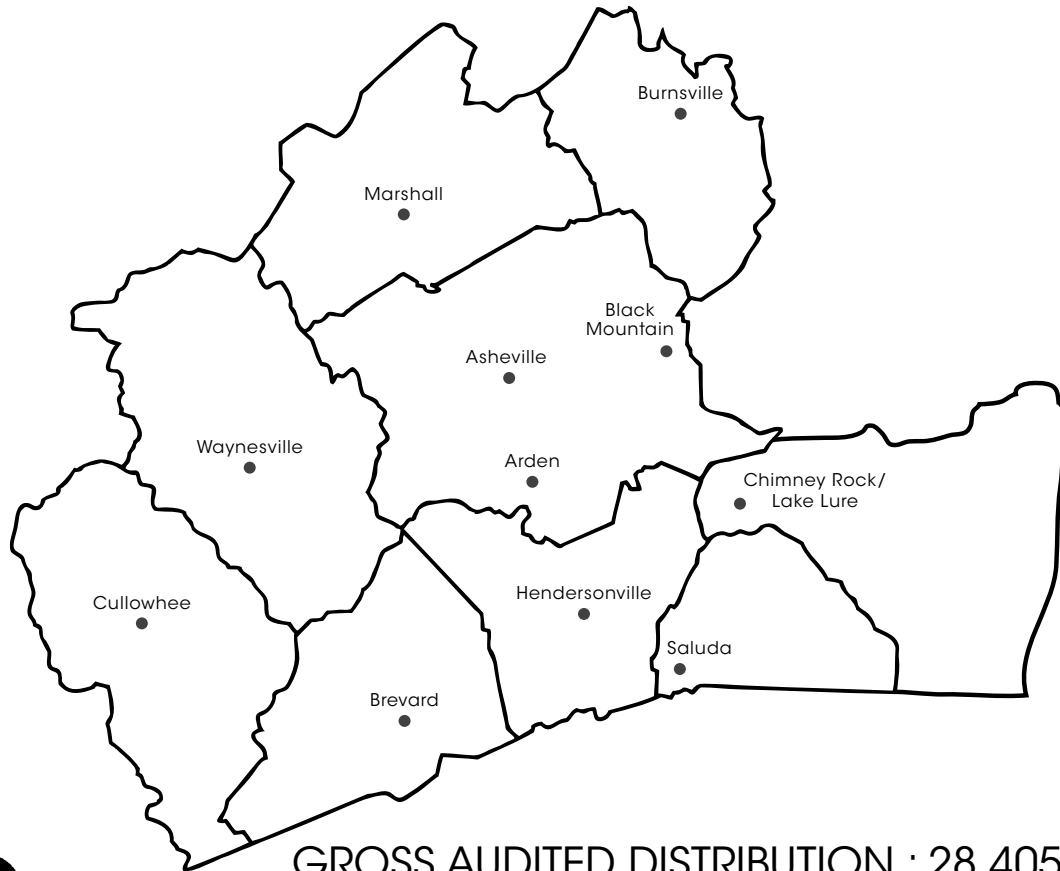 Burnsville
Marshall
Black
Mountain
Asheville
Waynesville
Arden
Chimney Rock/
Lake Lure
Cullowhee
Hendersonville
Saluda
Brevard
GROSS AUDITED DISTRIBUTION : 28,405